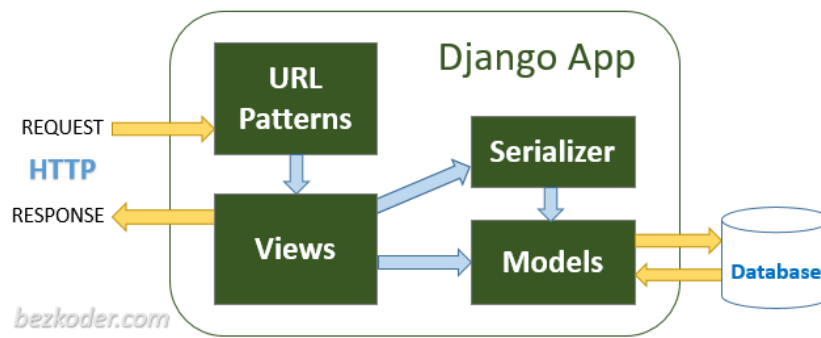 Django App
URL
Patterns
REQUEST
Serializer
HTTP
RESPONSE
Views
Models
Database
bezkoder.com